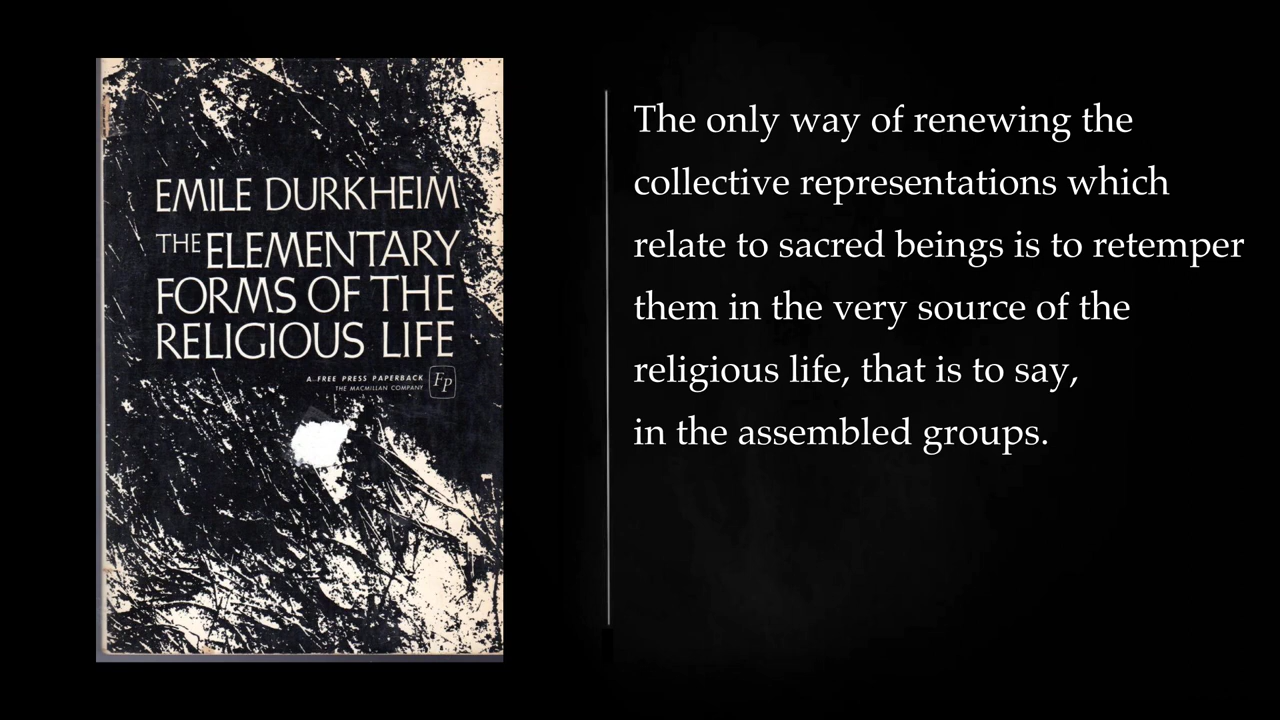 EMILE DURKHEIM
THE ELEMENTARY
FORMS OF THE
RELIGIOUS LIFE
A FREE PRESS PAPERBACK
THE MACMILLAN COMPANY
FP
The only way of renewing the
collective representations which
relate to sacred beings is to retemper
them in the very source of the
religious life, that is to say,
in the assembled groups.